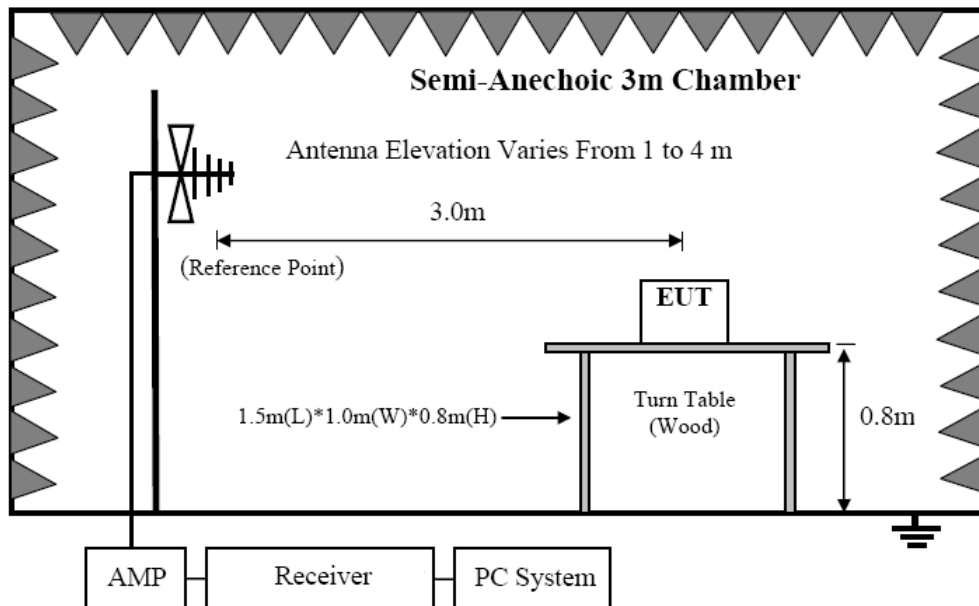 Semi-Anechoic 3m Chamber
Antenna Elevation Varies From 1 to 4 m
3.0m
(Reference Point)
EUT
1.5m(L)*1.0m(W)*0.8m(H)
Turn Table
(Wood)
0.8m
AMP
Receiver
PC System